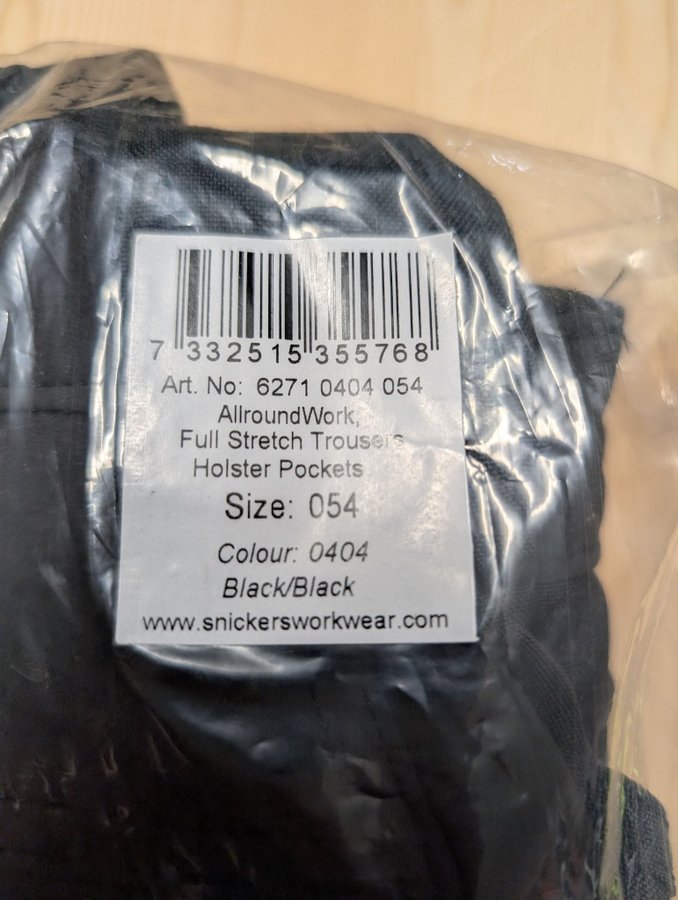 7 332515 355768
Art. No: 6271 0404 054
AllroundWork,
Full Stretch Trousers
Holster Pockets
Size: 054
Colour: 0404
Black/Black
www.snickersworkwear.com